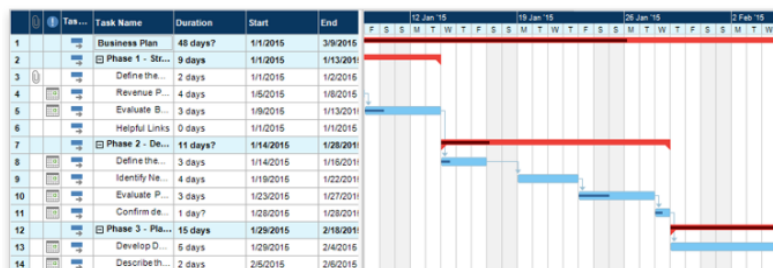 Tas... Task Name Duration Start End 12 Jan '15 19 Jan '15 26 Jan '15 2 Feb '15
F S S M T W T F S S M T W T F S S M T W T F S S M T W
1 Business Plan 48 days? 1/1/2015 3/9/2015
2 Phase 1 - Str... 9 days 1/1/2015 1/13/201
3 Define the... 2 days 1/1/2015 1/2/2015
4 Revenue P... 4 days 1/5/2015 1/8/2015
5 Evaluate B... 3 days 1/9/2015 1/13/201
6 Helpful Links 0 days 1/1/2015 1/1/2015
7 Phase 2 - De... 11 days? 1/14/2015 1/28/201
8 Define the... 3 days 1/14/2015 1/16/201
9 Identify Ne... 4 days 1/19/2015 1/22/201
10 Evaluate P... 3 days 1/23/2015 1/27/201
11 Confirm de... 1 day? 1/28/2015 1/28/201
12 Phase 3 - Pla... 15 days 1/29/2015 2/18/201
13 Develop D... 5 days 1/29/2015 2/4/2015
14 Describe th... 2 days 2/5/2015 2/6/2015